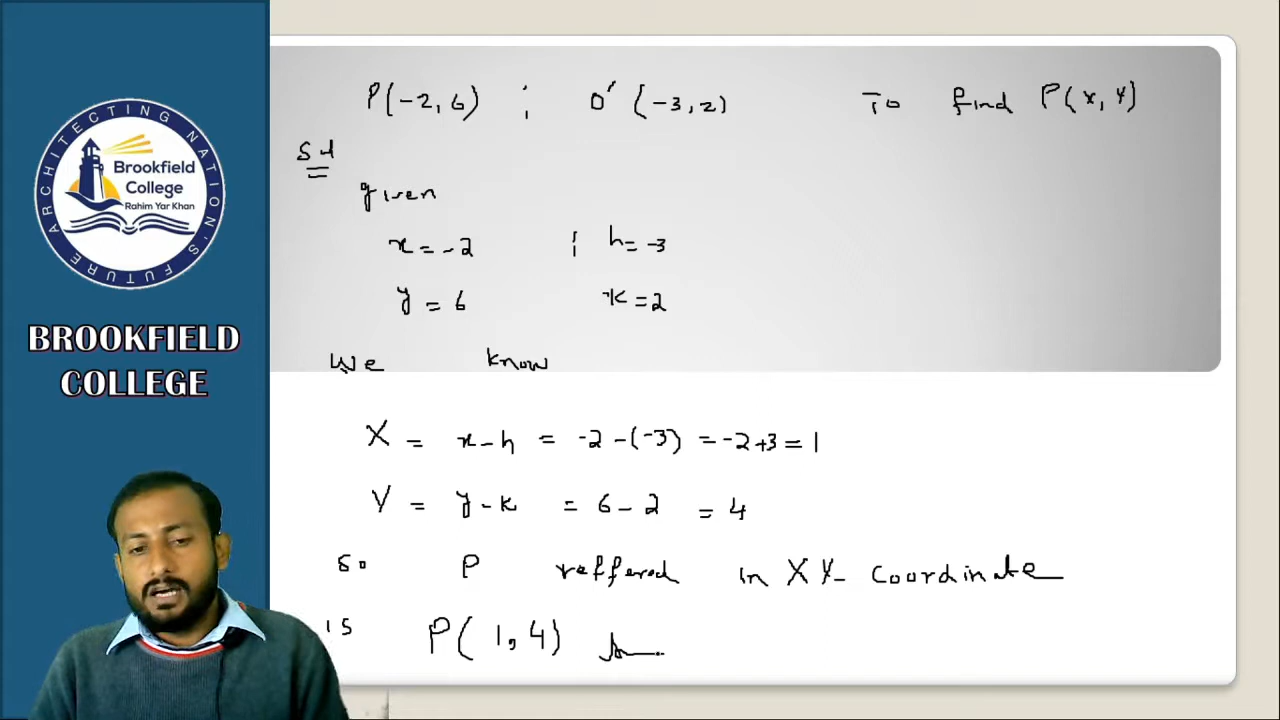 ARCHITECTING NATION'S FUTURE
Brookfield
College
Rahim Yar Khan
BROOKFIELD
COLLEGE
P(-2, 6) ; O' (-3, 2) To find P(X, Y)
Sol
given
x = -2 ; h = -3
y = 6 k = 2
We know
X = x - h = -2 - (-3) = -2 + 3 = 1
Y = y - k = 6 - 2 = 4
So P reffered in XY- Coordinate
is P( 1, 4)